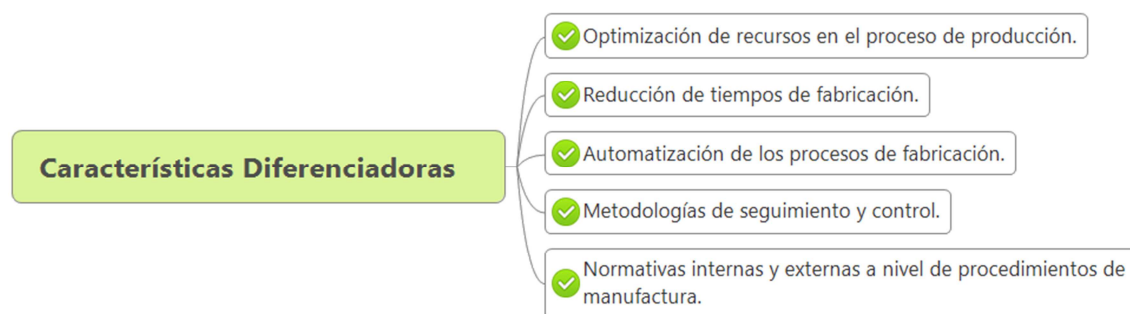 Características Diferenciadoras
Optimización de recursos en el proceso de producción.
Reducción de tiempos de fabricación.
Automatización de los procesos de fabricación.
Metodologías de seguimiento y control.
Normativas internas y externas a nivel de procedimientos de
manufactura.